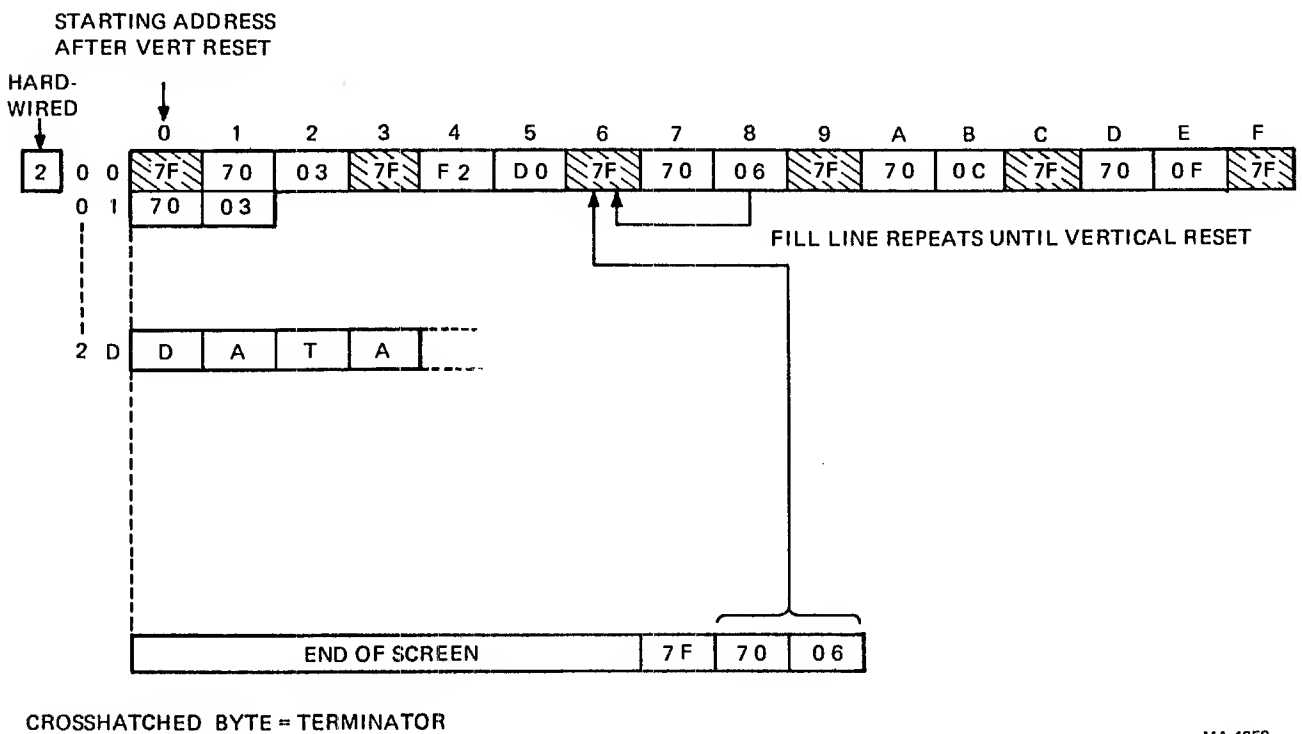 STARTING ADDRESS
AFTER VERT RESET
HARD-
WIRED
0 1 2 3 4 5 6 7 8 9 A B C D E F
2 0 0 7F 70 03 7F F2 D0 7F 70 06 7F 70 0C 7F 70 0F 7F
0 1 70 03
FILL LINE REPEATS UNTIL VERTICAL RESET
2 D D A T A
END OF SCREEN 7F 70 06
CROSSHATCHED BYTE = TERMINATOR